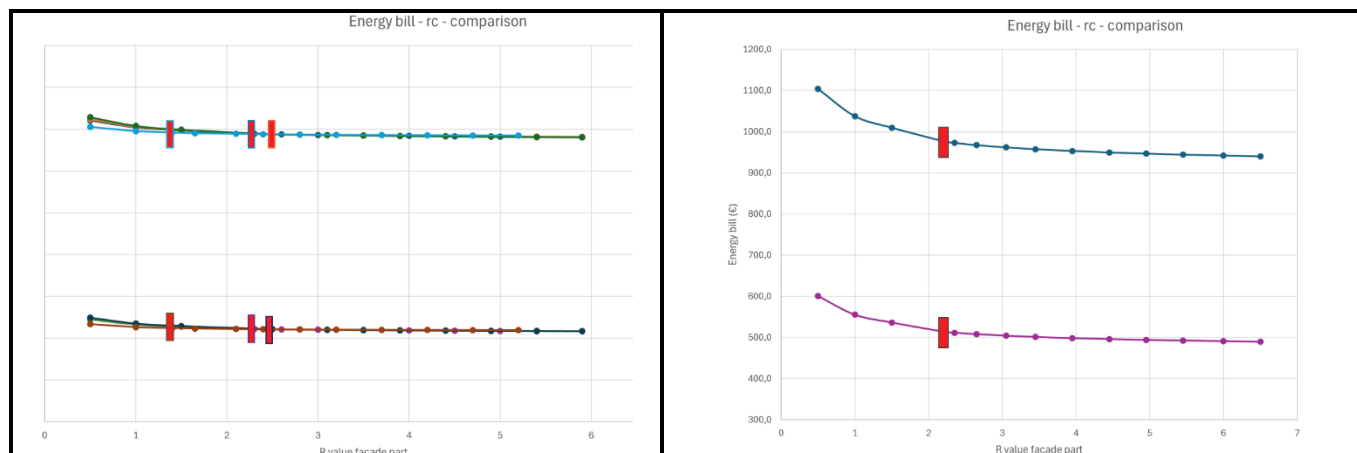 Energy bill - rc - comparison
0 1 2 3 4 5 6
R value facade part
Energy bill - rc - comparison
1200,0
1100,0
1000,0
900,0
800,0
700,0
600,0
500,0
400,0
300,0
Energy bill (€)
0 1 2 3 4 5 6 7
R value facade part